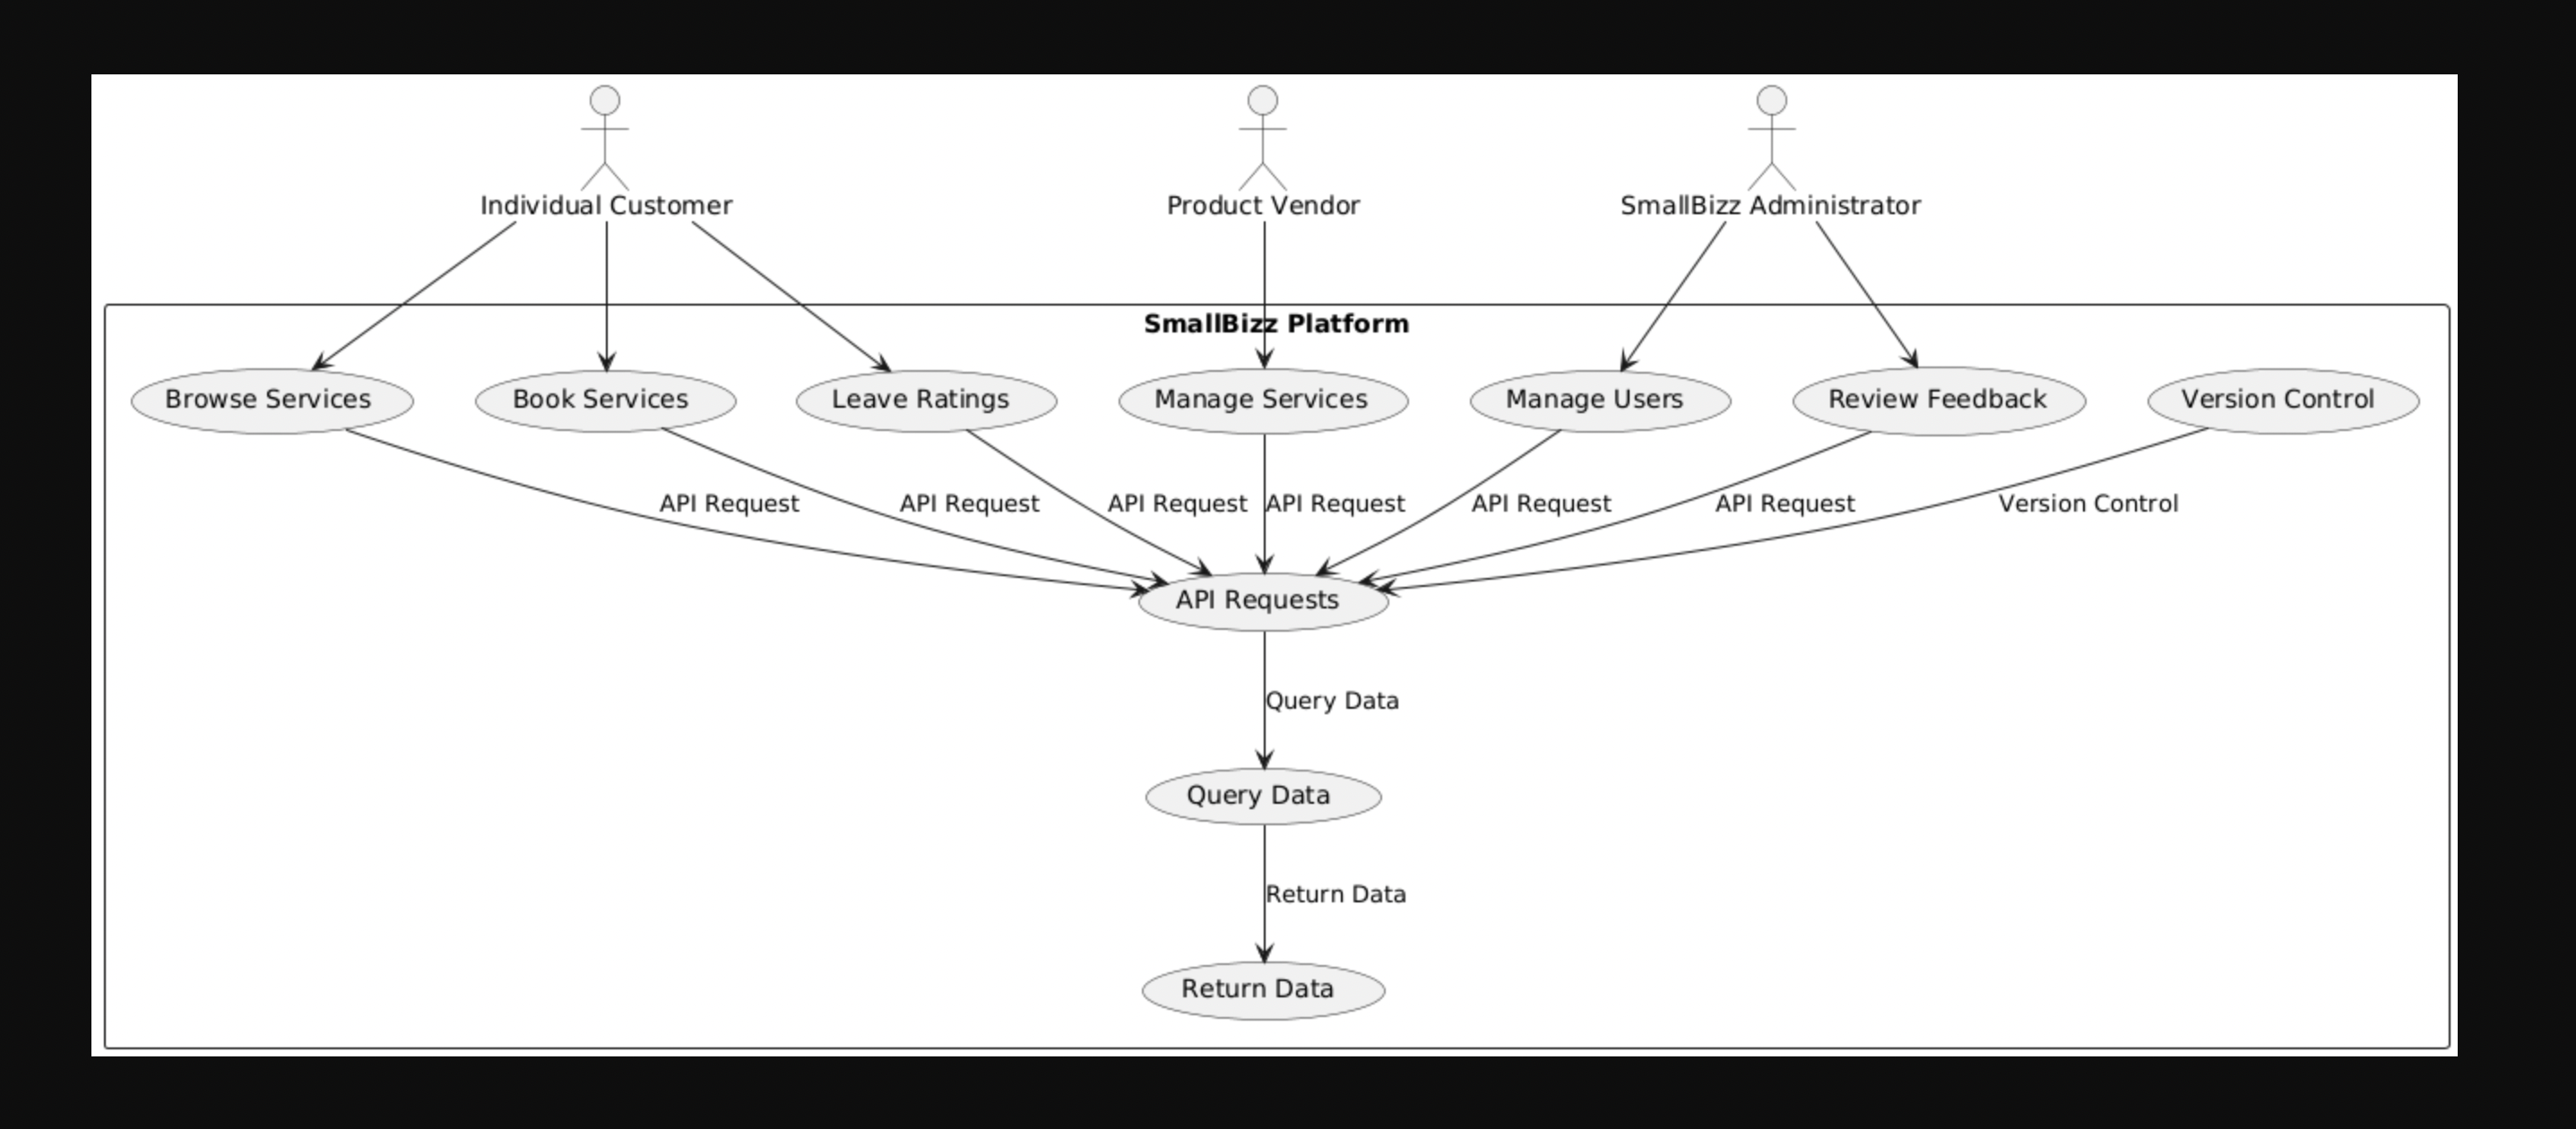 Individual Customer
Product Vendor
SmallBizz Administrator
SmallBizz Platform
Browse Services
Book Services
Leave Ratings
Manage Services
Manage Users
Review Feedback
Version Control
API Request
API Request
API Request
API Request
API Request
API Request
Version Control
API Requests
Query Data
Query Data
Return Data
Return Data